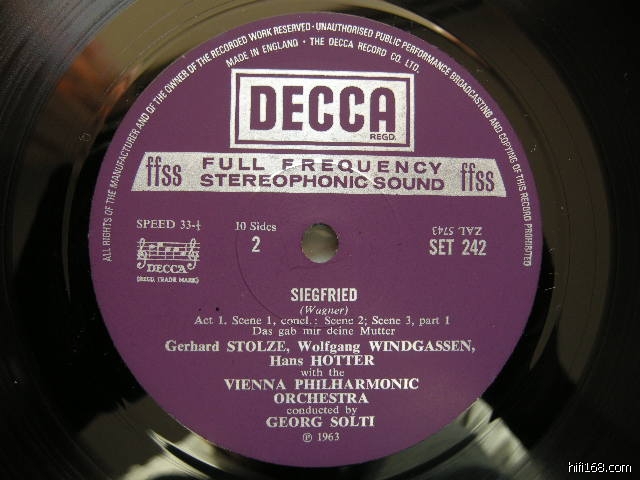 ALL RIGHTS OF THE MANUFACTURER AND OF THE OWNER OF THE RECORDED WORK RESERVED · UNAUTHORISED PUBLIC PERFORMANCE BROADCASTING AND COPYING OF THIS RECORD PROHIBITED
MADE IN ENGLAND · THE DECCA RECORD CO. LTD.
DECCA
REGD.
ffss FULL FREQUENCY STEREOPHONIC SOUND ffss
SPEED 33-⅓
10 Sides
2
ZAL 5743
SET 242
DECCA
(REGD. TRADE MARK)
SIEGFRIED
(Wagner)
Act 1. Scene 1, concl.: Scene 2; Scene 3, part 1
Das gab mir deine Mutter
Gerhard STOLZE, Wolfgang WINDGASSEN,
Hans HOTTER
with the
VIENNA PHILHARMONIC
ORCHESTRA
conducted by
GEORG SOLTI
℗ 1963
hifi168.com